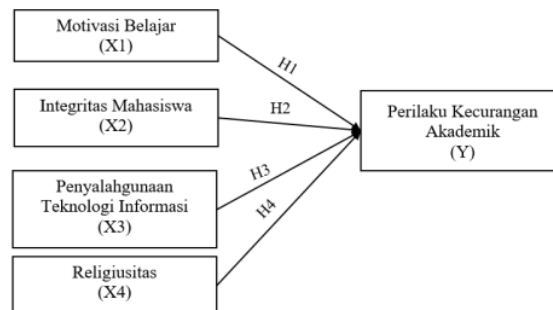 Motivasi Belajar
(X1)
H1
Integritas Mahasiswa
(X2)
H2
Perilaku Kecurangan
Akademik
(Y)
Penyalahgunaan
Teknologi Informasi
(X3)
H3
Religiusitas
(X4)
H4